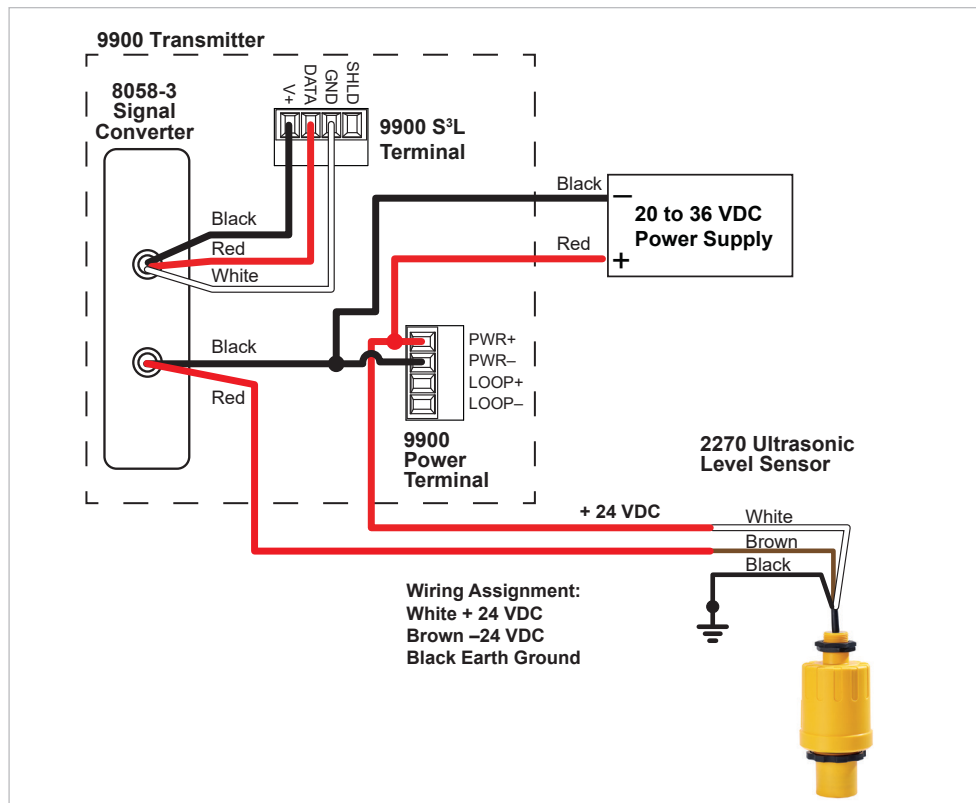 9900 Transmitter
8058-3
Signal
Converter
V+
DATA
GND
SHLD
9900 S³L
Terminal
Black
Red
White
Black
–
20 to 36 VDC
Power Supply
Red
+
Black
Red
PWR+
PWR–
LOOP+
LOOP–
9900
Power
Terminal
2270 Ultrasonic
Level Sensor
+ 24 VDC
White
Brown
Black
Wiring Assignment:
White + 24 VDC
Brown –24 VDC
Black Earth Ground